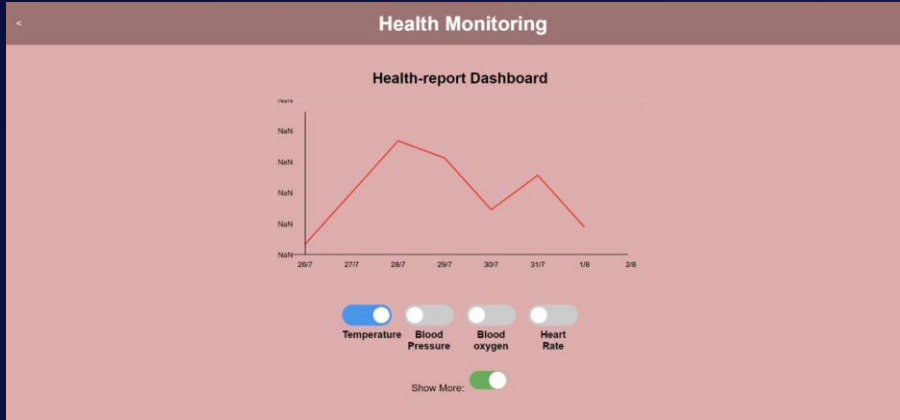 <
Health Monitoring
Health-report Dashboard
NaN
NaN
NaN
NaN
NaN
NaN
26/7 27/7 28/7 29/7 30/7 31/7 1/8 2/8
Temperature Blood Pressure Blood oxygen Heart Rate
Show More: